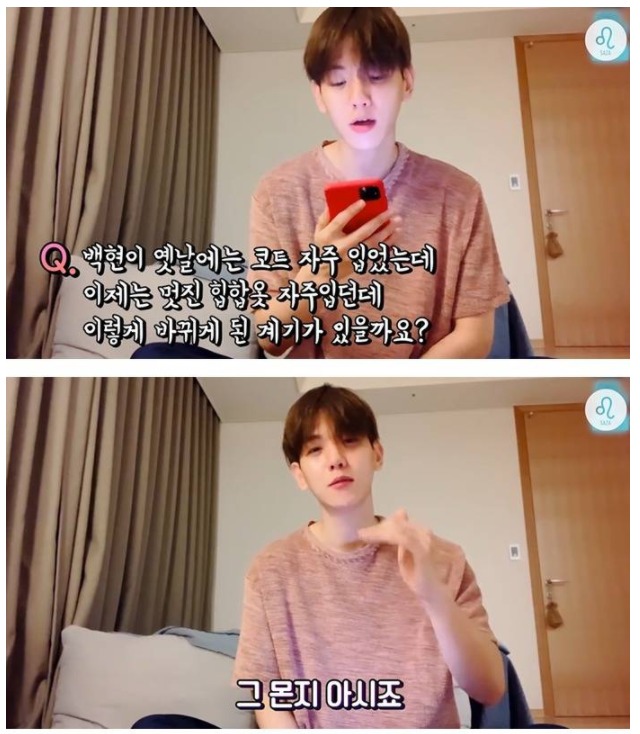 Q. 백현이 옛날에는 코트 자주 입었는데
이제는 멋진 힙합옷 자주입던데
이렇게 바뀌게 된 계기가 있을까요?
그 몬지 아시죠